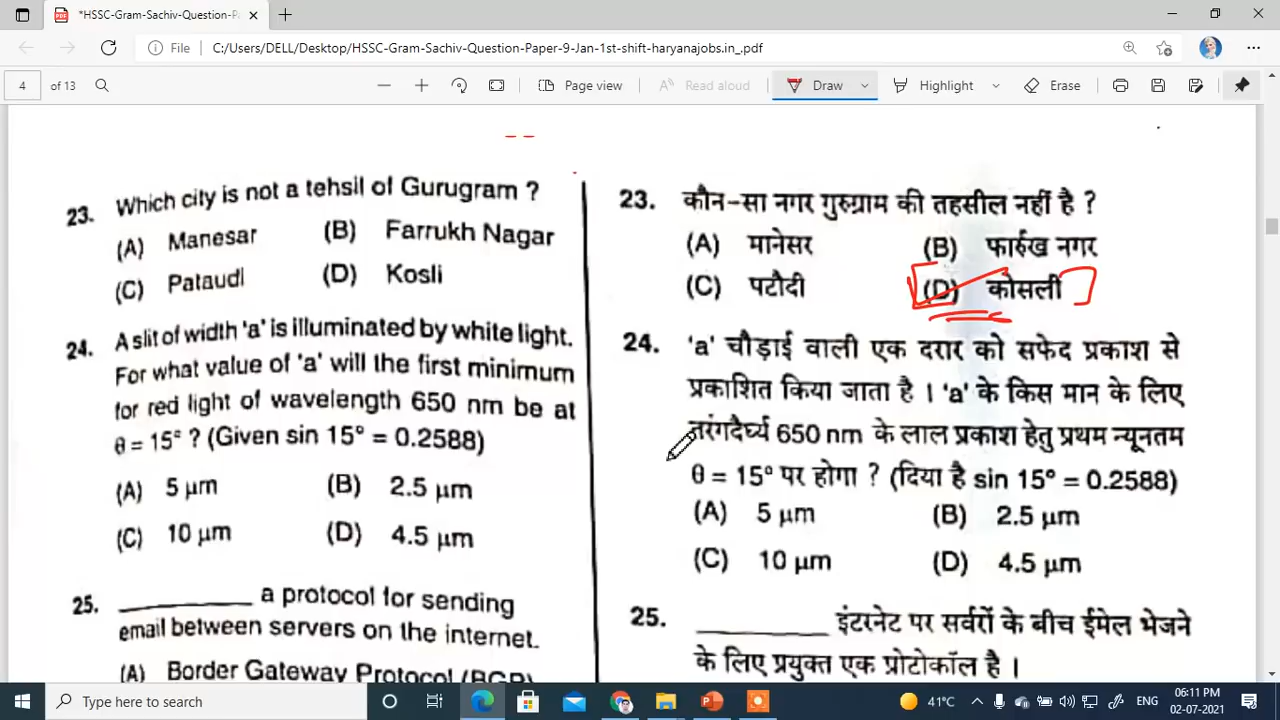 *HSSC-Gram-Sachiv-Question-P
File
C:/Users/DELL/Desktop/HSSC-Gram-Sachiv-Question-Paper-9-Jan-1st-shift-haryanajobs.in_.pdf
4 of 13
Page view
Read aloud
Draw
Highlight
Erase
23. Which city is not a tehsil of Gurugram ?
(A) Manesar (B) Farrukh Nagar
(C) Pataudi (D) Kosli
24. A slit of width 'a' is illuminated by white light.
For what value of 'a' will the first minimum
for red light of wavelength 650 nm be at
θ = 15° ? (Given sin 15° = 0.2588)
(A) 5 μm (B) 2.5 μm
(C) 10 μm (D) 4.5 μm
25. ________ a protocol for sending
email between servers on the internet.
(A) Border Gateway Protocol (BGP)
23. कौन-सा नगर गुरुग्राम की तहसील नहीं है ?
(A) मानेसर (B) फार्रुख नगर
(C) पटौदी (D) कोसली
24. 'a' चौड़ाई वाली एक दरार को सफेद प्रकाश से
प्रकाशित किया जाता है । 'a' के किस मान के लिए
तरंगदैर्घ्य 650 nm के लाल प्रकाश हेतु प्रथम न्यूनतम
θ = 15° पर होगा ? (दिया है sin 15° = 0.2588)
(A) 5 μm (B) 2.5 μm
(C) 10 μm (D) 4.5 μm
25. ________ इंटरनेट पर सर्वरों के बीच ईमेल भेजने
के लिए प्रयुक्त एक प्रोटोकॉल है ।
Type here to search
41°C
ENG
06:11 PM
02-07-2021